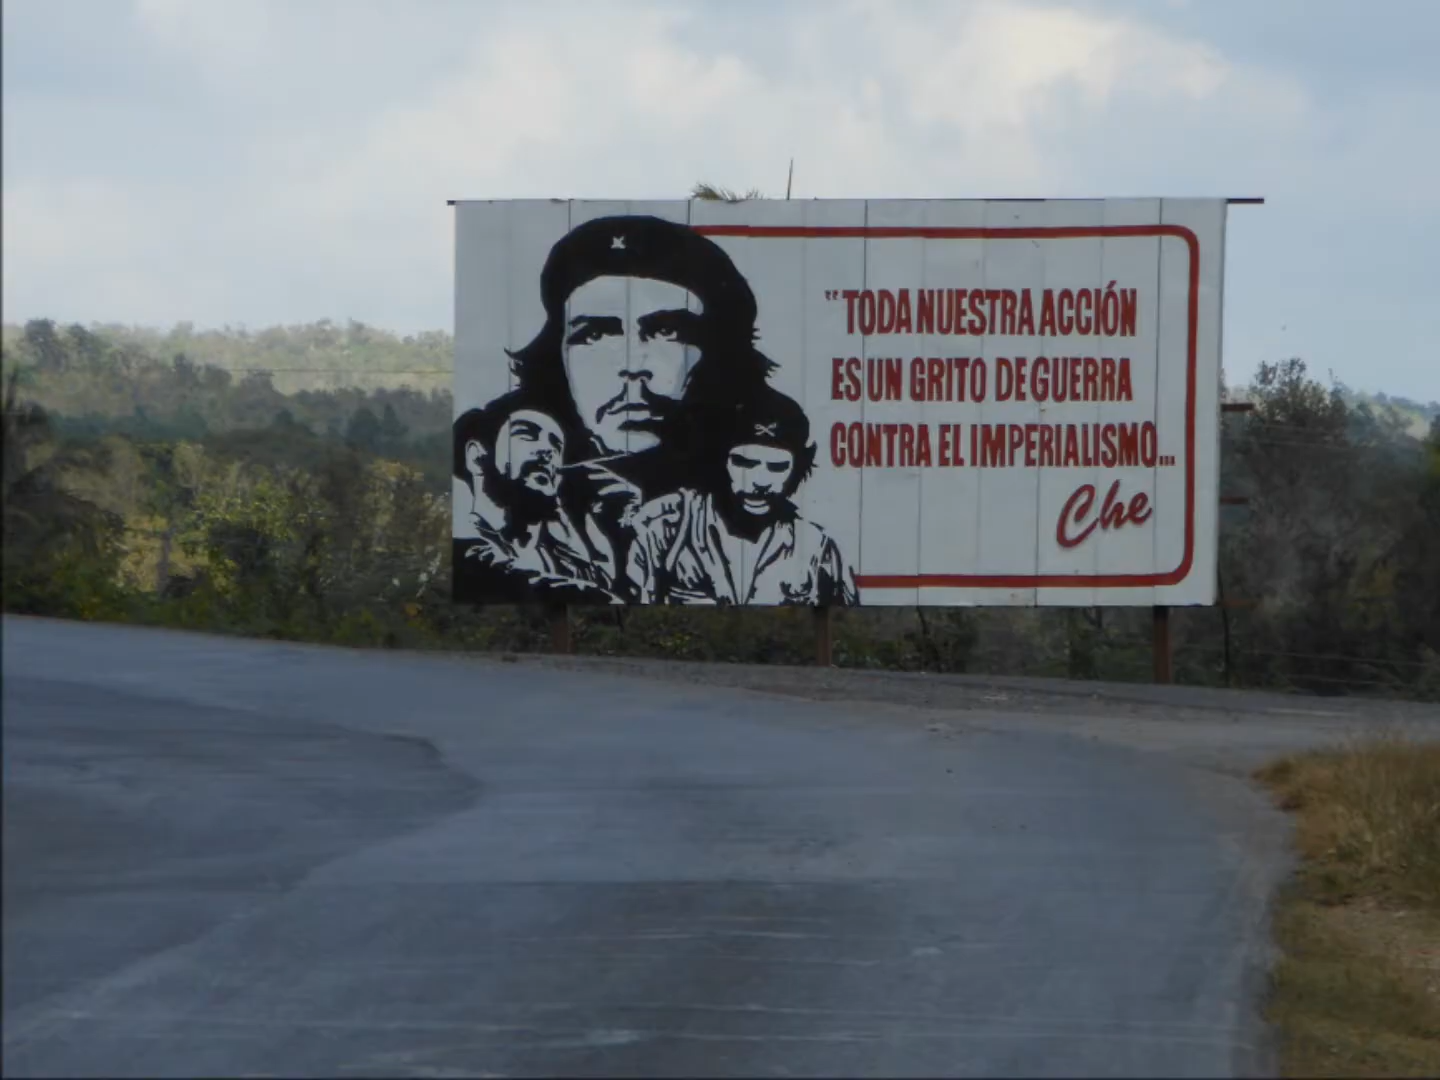 “TODA NUESTRA ACCIÓN
ES UN GRITO DE GUERRA
CONTRA EL IMPERIALISMO...
Che